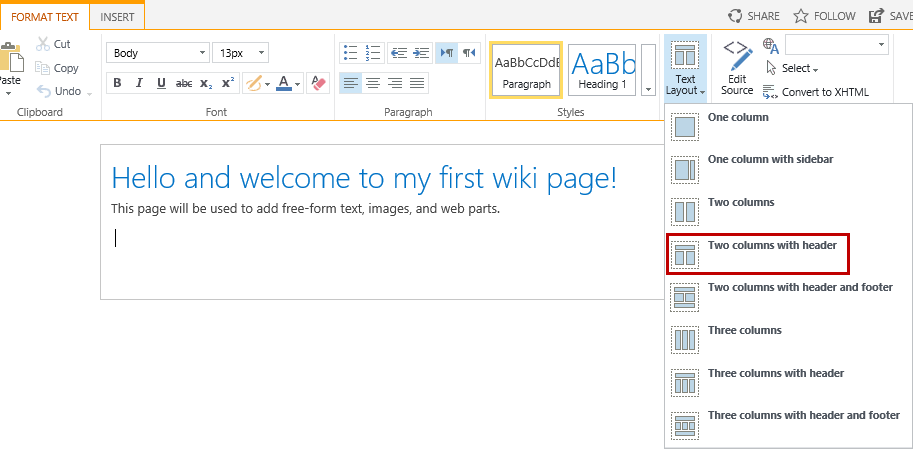 FORMAT TEXT INSERT SHARE FOLLOW SAVE
Cut
Copy
Undo
Clipboard
Body 13px
B I U abc x₂ x² A
Font
Paragraph
AaBbCcDdE
Paragraph
AaBb
Heading 1
Styles
Text
Layout
Edit
Source
Select
Convert to XHTML
One column
One column with sidebar
Two columns
Two columns with header
Two columns with header and footer
Three columns
Three columns with header
Three columns with header and footer
Hello and welcome to my first wiki page!
This page will be used to add free-form text, images, and web parts.